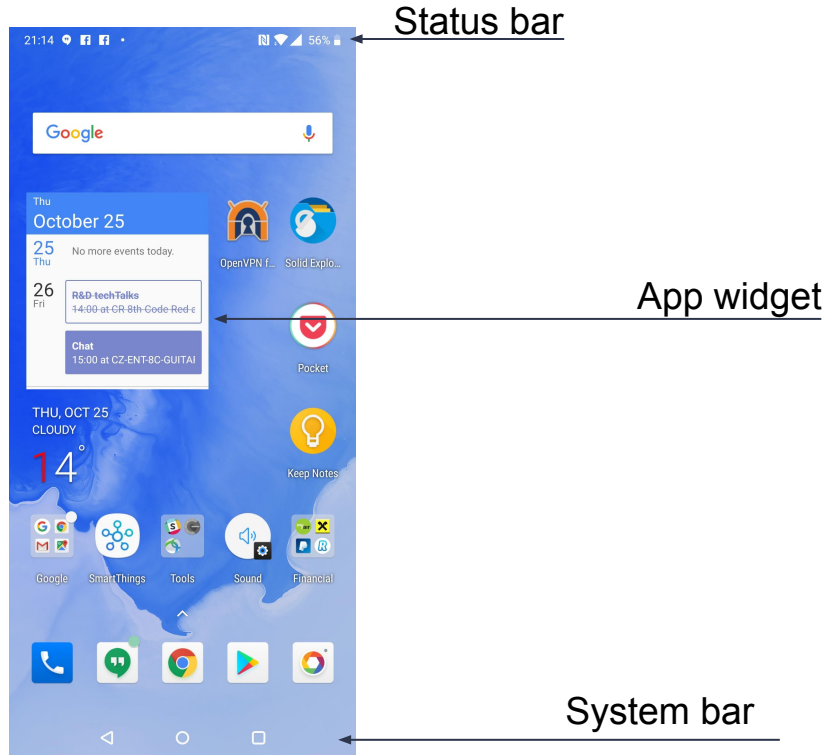 Status bar
21:14
56%
Google
Thu
October 25
25
Thu
No more events today.
26
Fri
R&D techTalks
14:00 at CR 8th Code Red a
Chat
15:00 at CZ-ENT-8C-GUITAI
OpenVPN f...
Solid Explo...
App widget
Pocket
THU, OCT 25
CLOUDY
14°
Keep Notes
Google
SmartThings
Tools
Sound
Financial
System bar